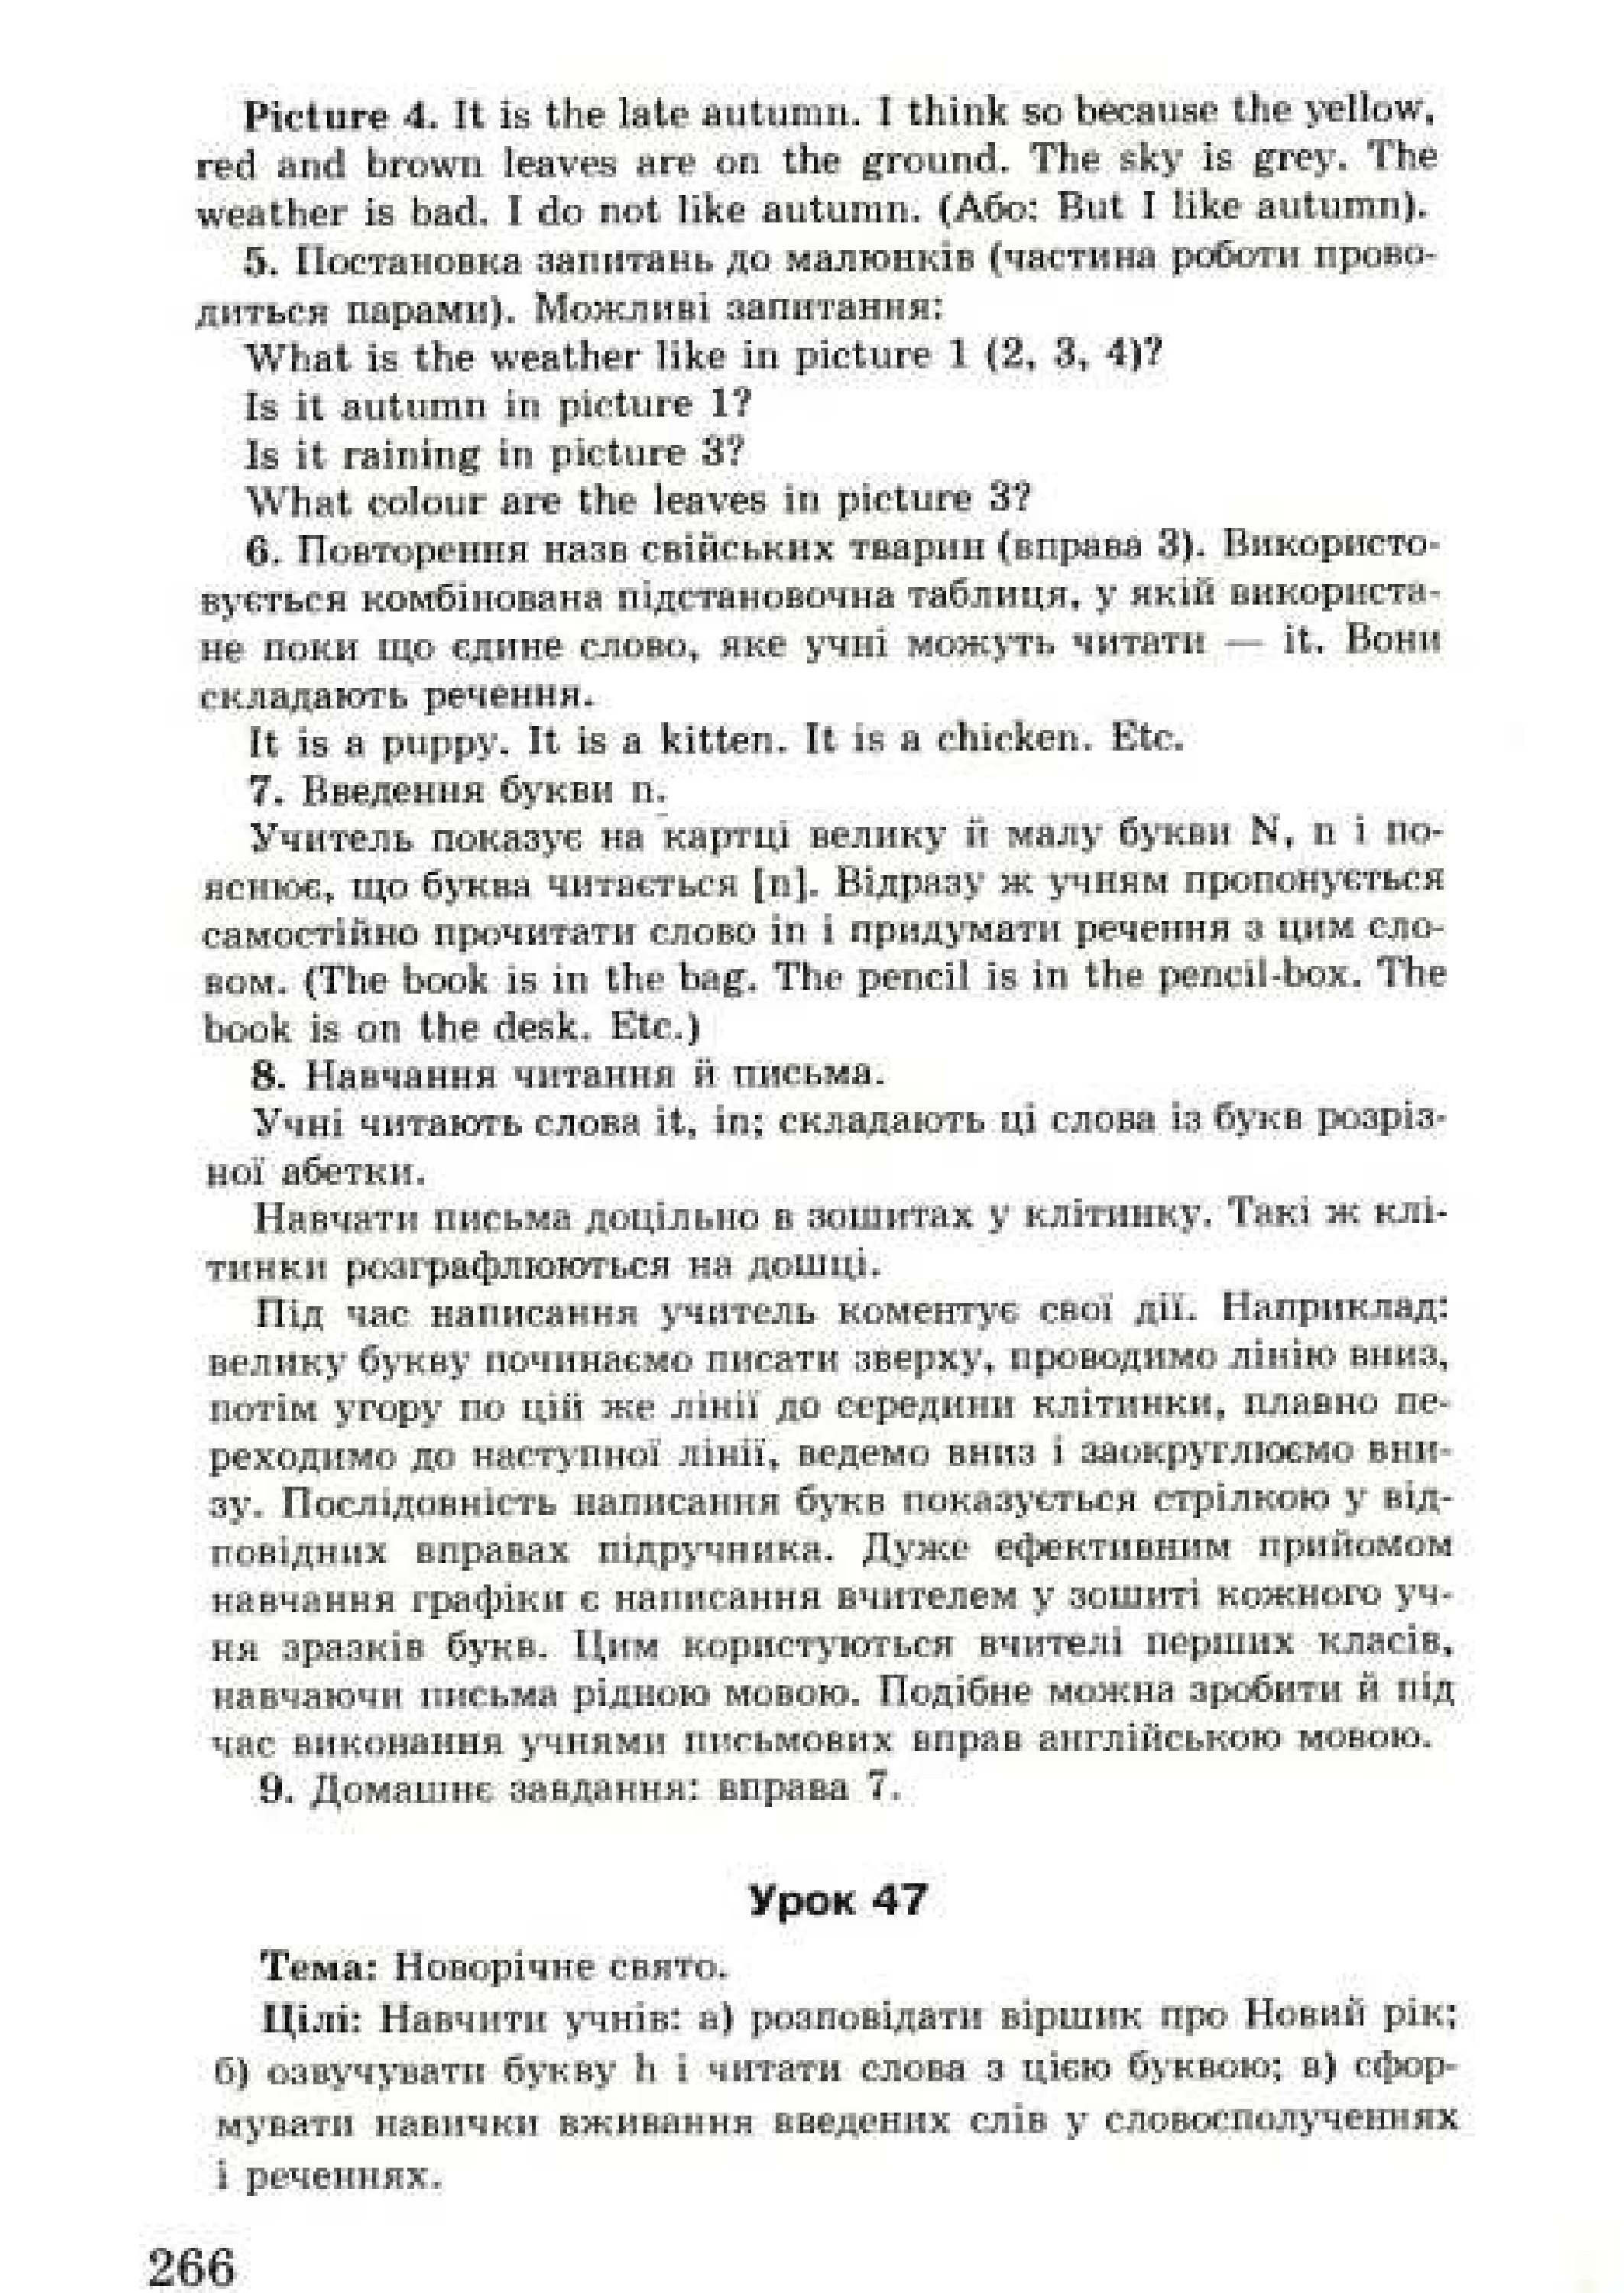 Picture 4. It is the late autumn. I think so because the yellow,
red and brown leaves are on the ground. The sky is grey. The
weather is bad. I do not like autumn. (Або: But I like autumn).
5. Постановка запитань до малюнків (частина роботи прово-
диться парами). Можливі запитання:
What is the weather like in picture 1 (2, 3, 4)?
Is it autumn in picture 1?
Is it raining in picture 3?
What colour are the leaves in picture 3?
6. Повторення назв свійських тварин (вправа 3). Використо-
вується комбінована підстановочна таблиця, у якій використа-
не поки що єдине слово, яке учні можуть читати — it. Вони
складають речення.
It is a puppy. It is a kitten. It is a chicken. Etc.
7. Введення букви n.
Учитель показує на картці велику й малу букви N, n і по-
яснює, що буква читається [n]. Відразу ж учням пропонується
самостійно прочитати слово in і придумати речення з цим сло-
вом. (The book is in the bag. The pencil is in the pencil-box. The
book is on the desk. Etc.)
8. Навчання читання й письма.
Учні читають слова it, in; складають ці слова із букв розріз-
ної абетки.
Навчати письма доцільно в зошитах у клітинку. Такі ж клі-
тинки розграфлюються на дошці.
Під час написання учитель коментує свої дії. Наприклад:
велику букву починаємо писати зверху, проводимо лінію вниз,
потім угору по цій же лінії до середини клітинки, плавно пе-
реходимо до наступної лінії, ведемо вниз і заокруглюємо вни-
зу. Послідовність написання букв показується стрілкою у від-
повідних вправах підручника. Дуже ефективним прийомом
навчання графіки є написання вчителем у зошиті кожного уч-
ня зразків букв. Цим користуються вчителі перших класів,
навчаючи письма рідною мовою. Подібне можна зробити й під
час виконання учнями письмових вправ англійською мовою.
9. Домашнє завдання: вправа 7.
Урок 47
Тема: Новорічне свято.
Цілі: Навчити учнів: а) розповідати віршик про Новий рік;
б) озвучувати букву h і читати слова з цією буквою; в) сфор-
мувати навички вживання введених слів у словосполученнях
і реченнях.
266